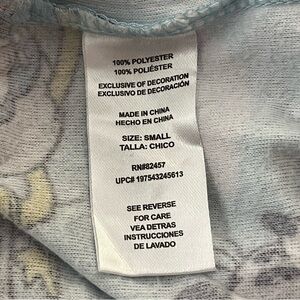 100% POLYESTER
100% POLIÉSTER
EXCLUSIVE OF DECORATION
EXCLUSIVO DE DECORACIÓN
MADE IN CHINA
HECHO EN CHINA
SIZE: SMALL
TALLA: CHICO
RN#82457
UPC# 197543245613
SEE REVERSE
FOR CARE
VEA DETRAS
INSTRUCCIONES
DE LAVADO